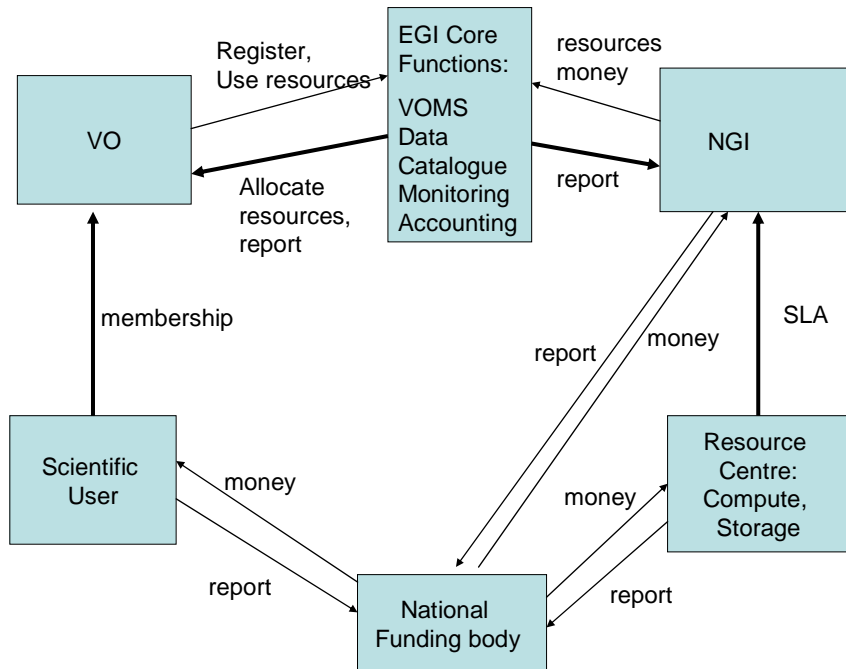 Register,
Use resources
EGI Core
Functions:
VOMS
Data
Catalogue
Monitoring
Accounting
resources
money
VO
NGI
Allocate
resources,
report
report
membership
SLA
report
money
Scientific
User
money
report
National
Funding body
money
report
Resource
Centre:
Compute,
Storage